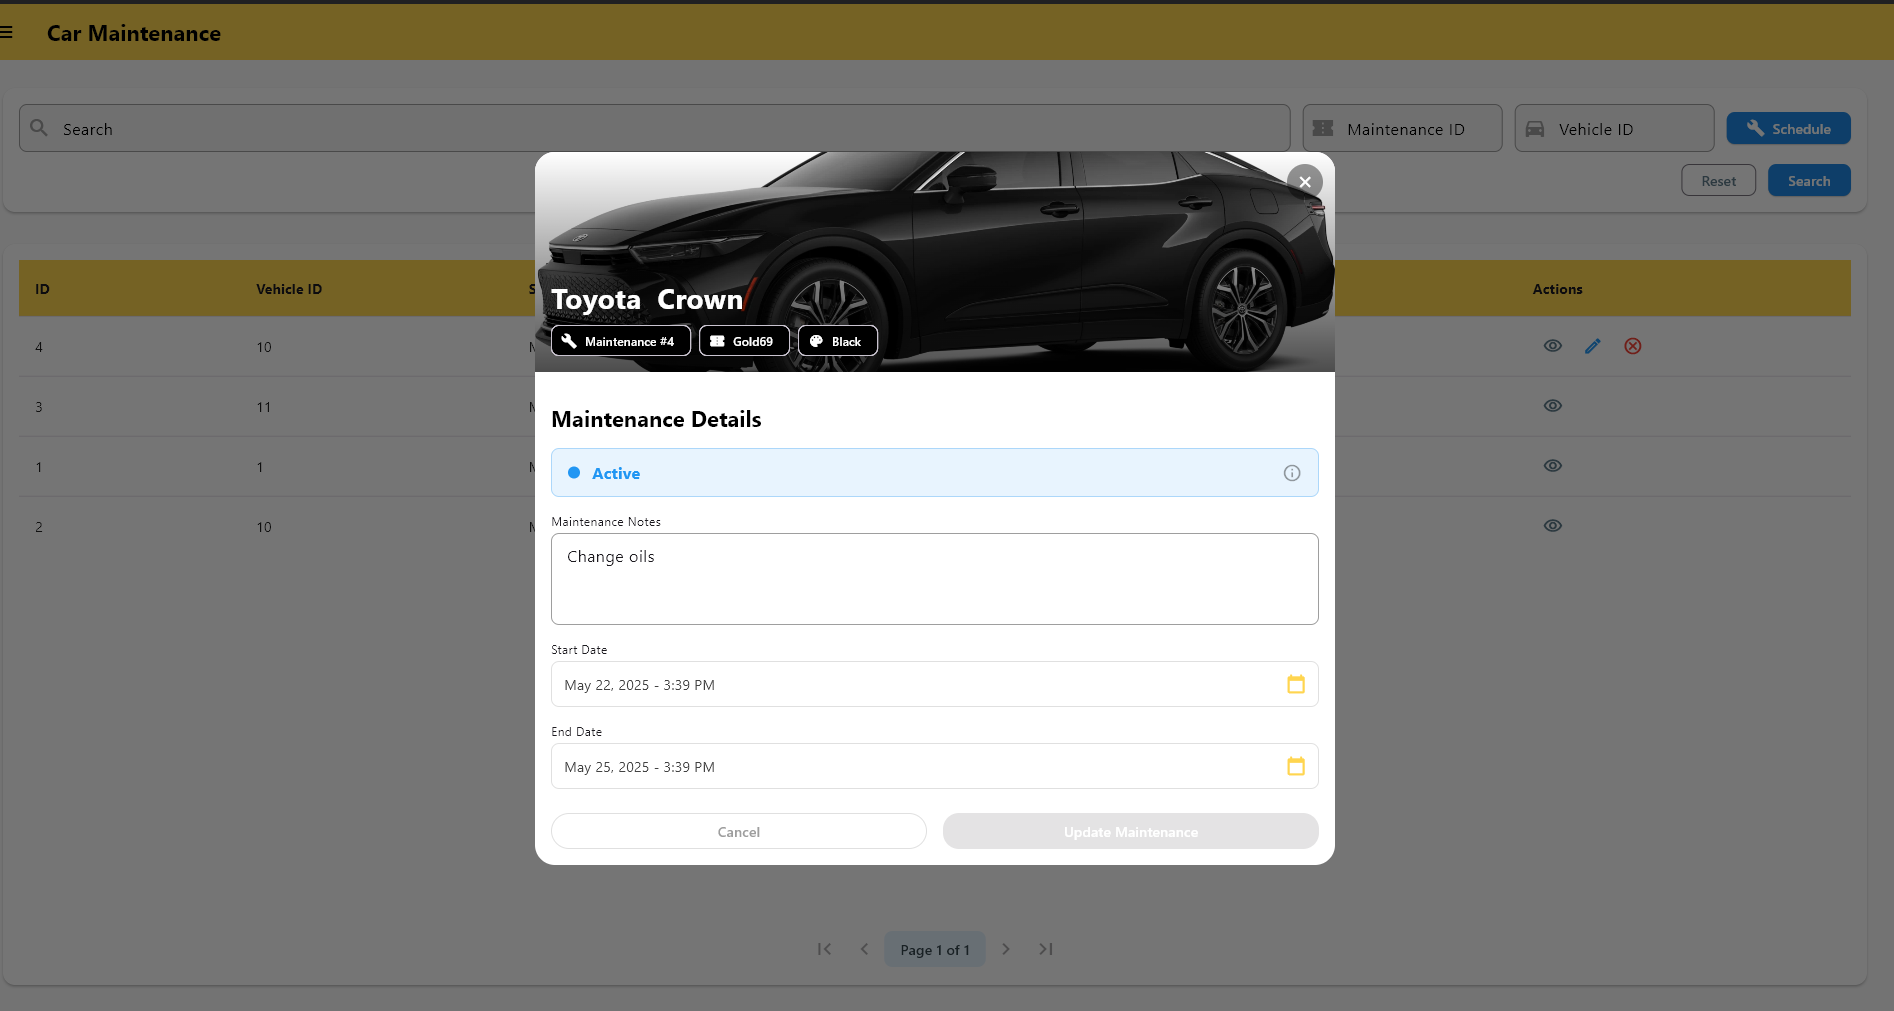 Car Maintenance
Search
Maintenance ID
Vehicle ID
Schedule
Reset
Search
ID
Vehicle ID
Actions
4
10
3
11
1
1
2
10
Toyota  Crown
Maintenance #4
Gold69
Black
Maintenance Details
Active
Maintenance Notes
Change oils
Start Date
May 22, 2025 - 3:39 PM
End Date
May 25, 2025 - 3:39 PM
Cancel
Update Maintenance
Page 1 of 1